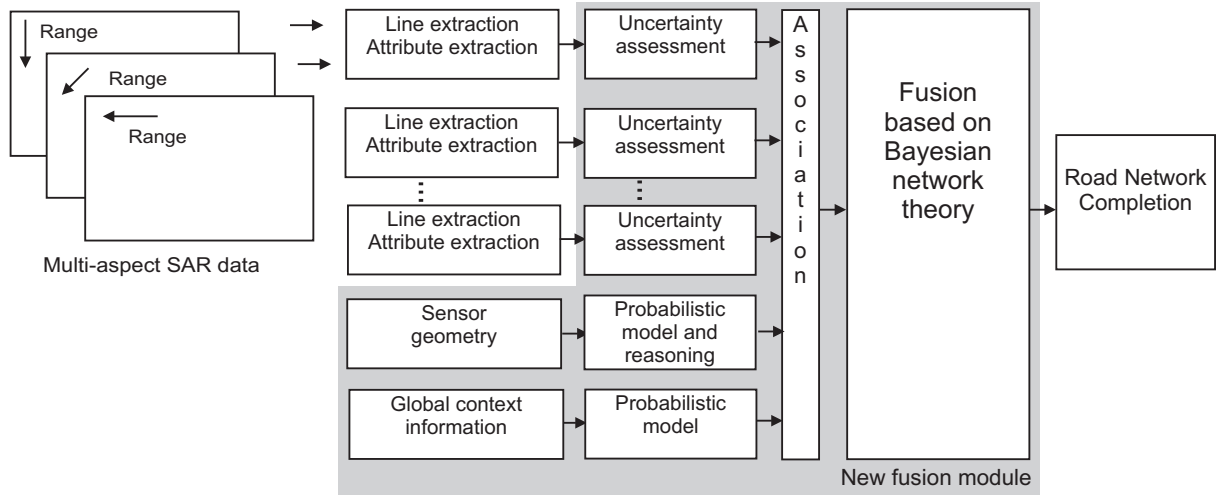 Range
Range
Range
Multi-aspect SAR data
Line extraction
Attribute extraction
Uncertainty
assessment
Line extraction
Attribute extraction
Uncertainty
assessment
Line extraction
Attribute extraction
Uncertainty
assessment
Sensor
geometry
Probabilistic
model and
reasoning
Global context
information
Probabilistic
model
Association
Fusion
based on
Bayesian
network
theory
New fusion module
Road Network
Completion